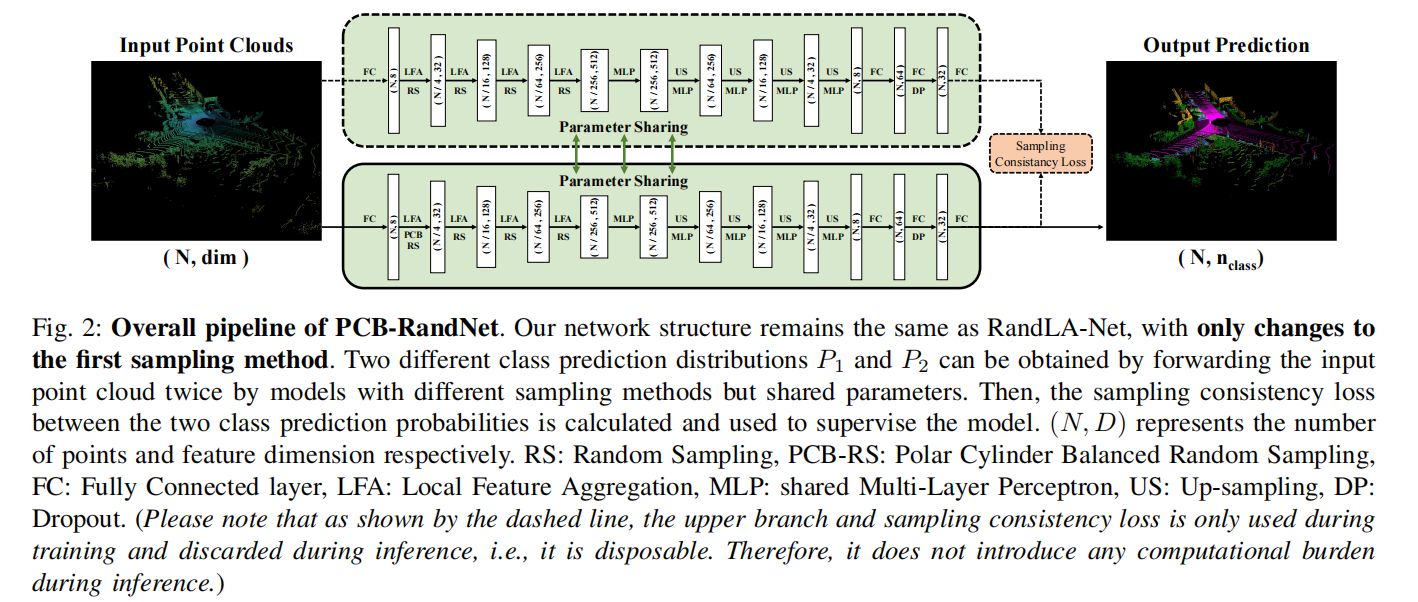 Input Point Clouds
( N, dim )
FC
(N,8)
LFA
RS
( N / 4 , 32 )
LFA
RS
( N / 16 , 128 )
LFA
RS
( N / 64 , 256 )
LFA
RS
( N / 256 , 512 )
MLP
( N / 256 , 512 )
US
MLP
( N / 64 , 256 )
US
MLP
( N / 16 , 128 )
US
MLP
( N / 4 , 32 )
US
MLP
(N, 8)
FC
(N, 64)
FC
DP
(N, 32)
FC
Parameter Sharing
Parameter Sharing
FC
(N,8)
LFA
PCB
RS
( N / 4 , 32 )
LFA
RS
( N / 16 , 128 )
LFA
RS
( N / 64 , 256 )
LFA
RS
( N / 256 , 512 )
MLP
( N / 256 , 512 )
US
MLP
( N / 64 , 256 )
US
MLP
( N / 16 , 128 )
US
MLP
( N / 4 , 32 )
US
MLP
(N, 8)
FC
(N, 64)
FC
DP
(N, 32)
FC
Sampling
Consistancy Loss
Output Prediction
( N, nclass)
Fig. 2: Overall pipeline of PCB-RandNet. Our network structure remains the same as RandLA-Net, with only changes to
the first sampling method. Two different class prediction distributions P1 and P2 can be obtained by forwarding the input
point cloud twice by models with different sampling methods but shared parameters. Then, the sampling consistency loss
between the two class prediction probabilities is calculated and used to supervise the model. (N, D) represents the number
of points and feature dimension respectively. RS: Random Sampling, PCB-RS: Polar Cylinder Balanced Random Sampling,
FC: Fully Connected layer, LFA: Local Feature Aggregation, MLP: shared Multi-Layer Perceptron, US: Up-sampling, DP:
Dropout. (Please note that as shown by the dashed line, the upper branch and sampling consistency loss is only used during
training and discarded during inference, i.e., it is disposable. Therefore, it does not introduce any computational burden
during inference.)